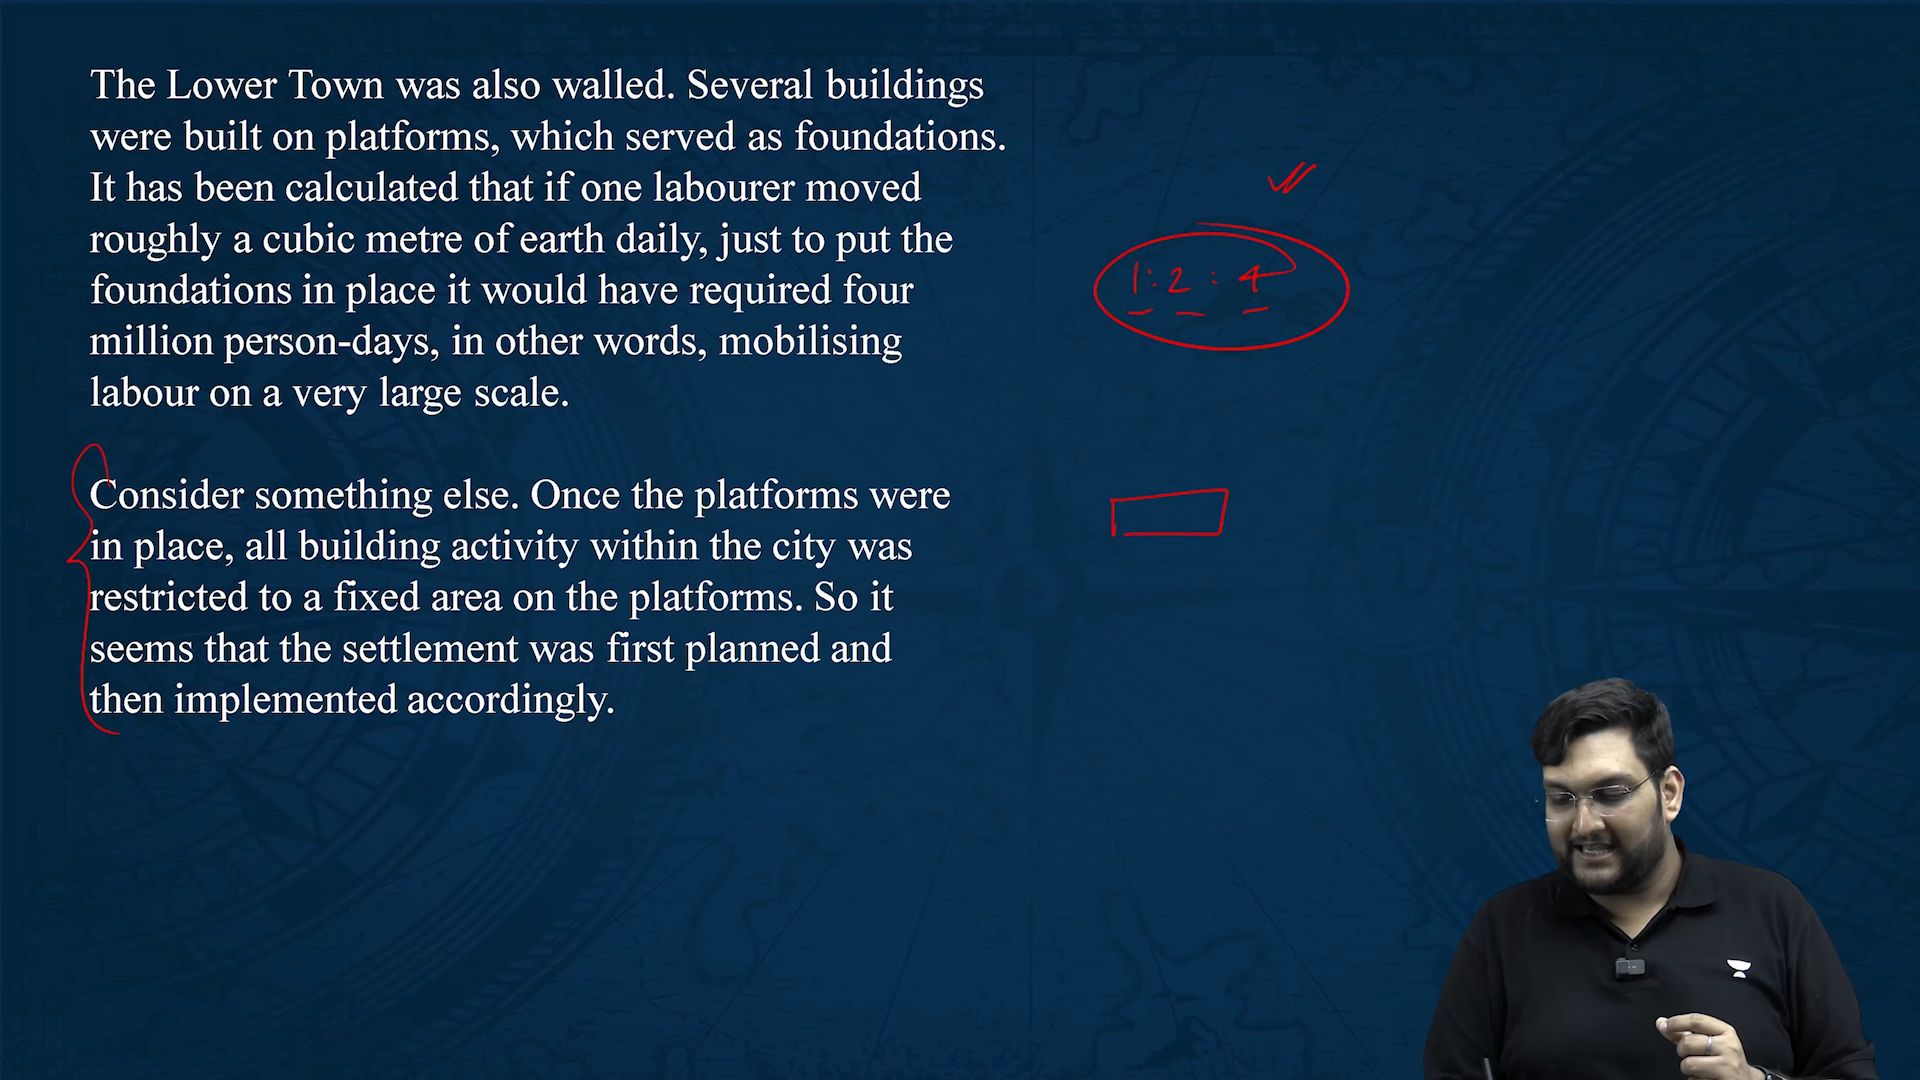 The Lower Town was also walled. Several buildings
were built on platforms, which served as foundations.
It has been calculated that if one labourer moved
roughly a cubic metre of earth daily, just to put the
foundations in place it would have required four
million person-days, in other words, mobilising
labour on a very large scale.
Consider something else. Once the platforms were
in place, all building activity within the city was
restricted to a fixed area on the platforms. So it
seems that the settlement was first planned and
then implemented accordingly.
1:2:4